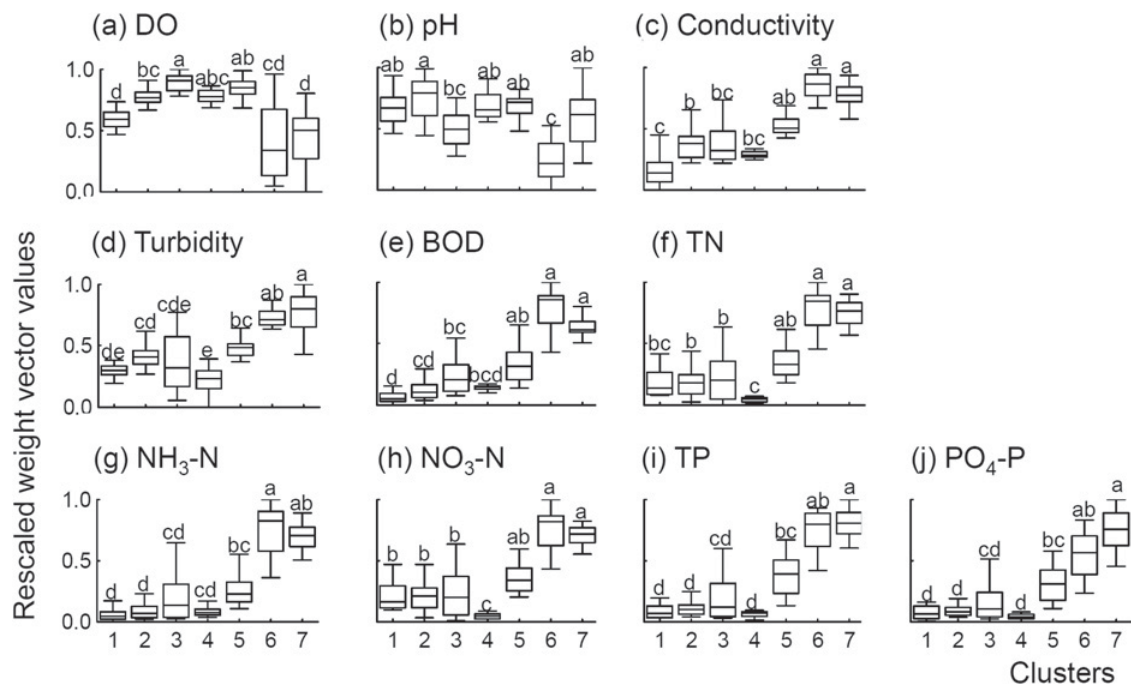 (a) DO (b) pH (c) Conductivity
1.0 0.5 0.0
d bc a abc ab cd d
ab a bc ab ab c ab
c b b bc ab a a
(d) Turbidity (e) BOD (f) TN
1.0 0.5 0.0
de cd cde e bc ab a
d cd bc bcd ab a a
b b b c ab a a
(g) NH₃-N (h) NO₃-N (i) TP (j) PO₄-P
1.0 0.5 0.0
d d cd cd bc a ab
b b b c ab a a
d d cd d bc ab a
d d cd d bc ab a
1 2 3 4 5 6 7 1 2 3 4 5 6 7 1 2 3 4 5 6 7 1 2 3 4 5 6 7
Rescaled weight vector values
Clusters